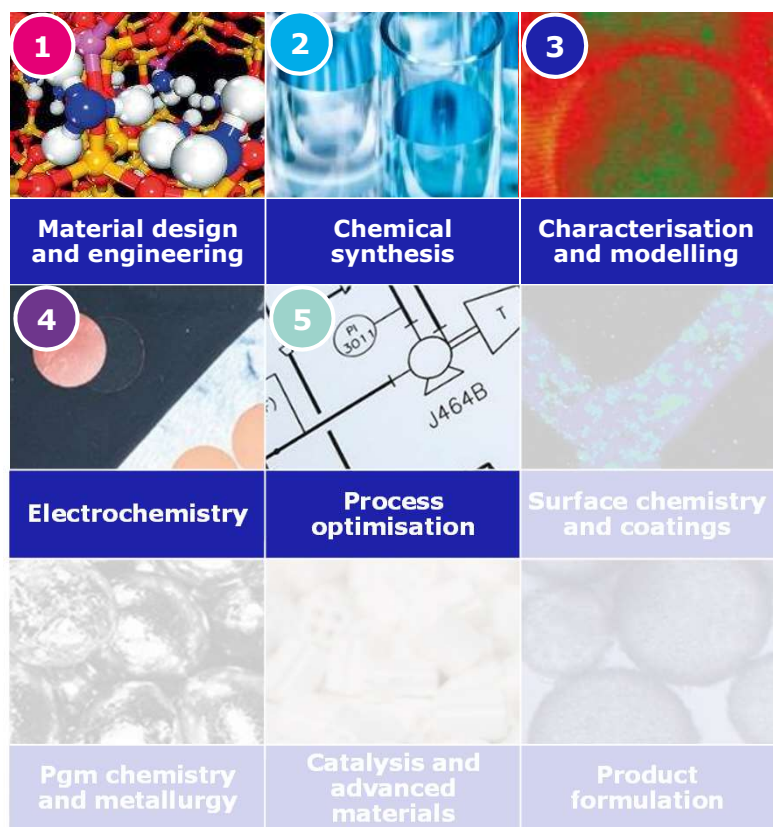 1
2
3
Material design
and engineering
Chemical
synthesis
Characterisation
and modelling
4
5
PI
3011
T
J464B
Electrochemistry
Process
optimisation
Surface chemistry
and coatings
Pgm chemistry
and metallurgy
Catalysis and
advanced
materials
Product
formulation